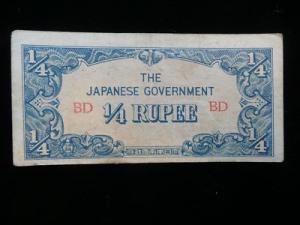 1/4 1/4
THE
JAPANESE GOVERNMENT
BD 1/4 RUPEE BD
1/4 1/4